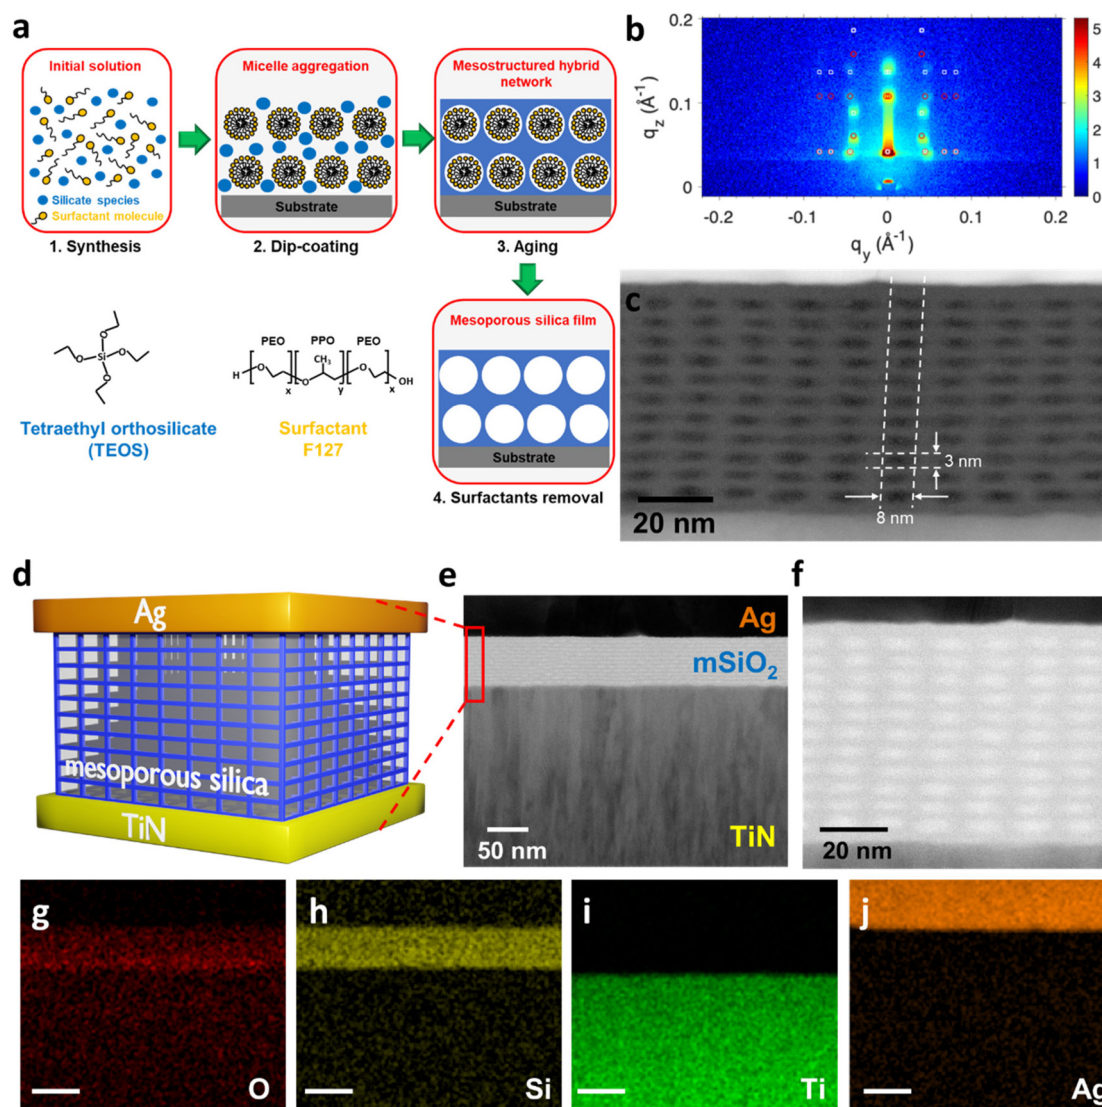 a
Initial solution
Silicate species
Surfactant molecule
1. Synthesis
Micelle aggregation
Substrate
2. Dip-coating
Mesostructured hybrid
network
Substrate
3. Aging
Tetraethyl orthosilicate
(TEOS)
O
O
Si
O
O
PEO
PPO
PEO
CH3
H
O
x
O
y
O
x
OH
Surfactant
F127
Mesoporous silica film
Substrate
4. Surfactants removal
b
0.2
0.1
0
qz (Å-1)
-0.2
-0.1
0
0.1
0.2
qy (Å-1)
5
4
3
2
1
0
c
3 nm
8 nm
20 nm
d
Ag
mesoporous silica
TiN
e
Ag
mSiO2
TiN
50 nm
f
20 nm
g
O
h
Si
i
Ti
j
Ag